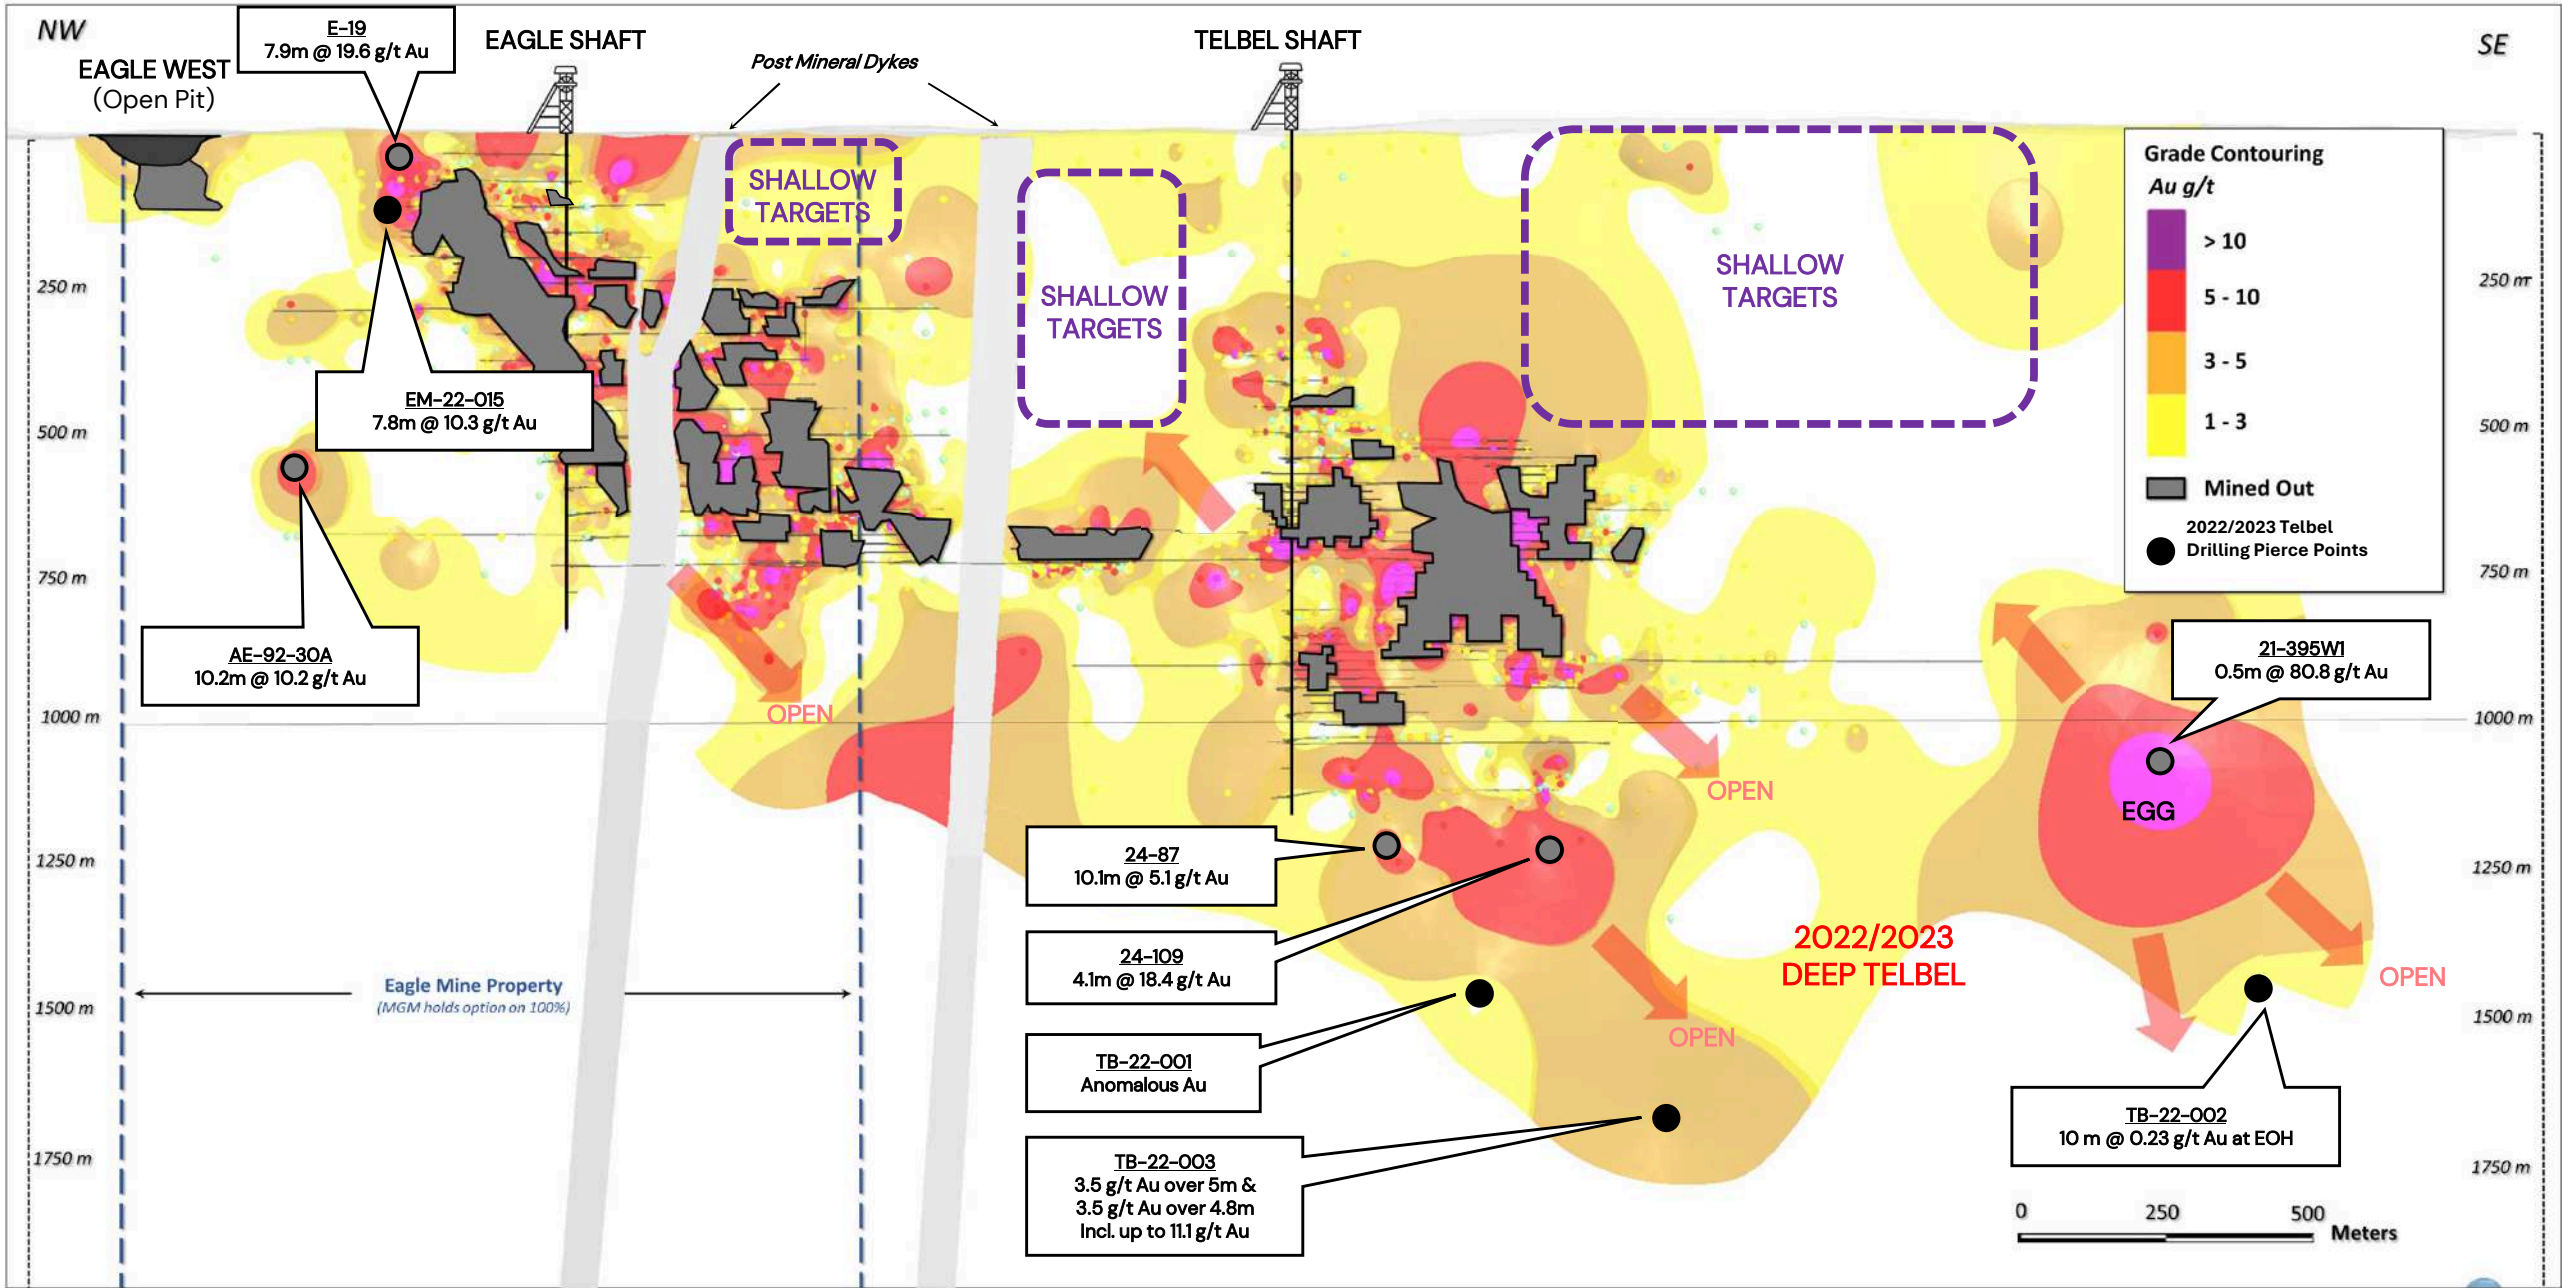 NW
E-19
7.9m @ 19.6 g/t Au
EAGLE SHAFT
Post Mineral Dykes
TELBEL SHAFT
SE
EAGLE WEST
(Open Pit)
SHALLOW
TARGETS
SHALLOW
TARGETS
SHALLOW
TARGETS
Grade Contouring
Au g/t
> 10
5 - 10
3 - 5
1 - 3
Mined Out
2022/2023 Telbel
Drilling Pierce Points
250 m
500 m
750 m
1000 m
1250 m
1500 m
1750 m
EM-22-015
7.8m @ 10.3 g/t Au
AE-92-30A
10.2m @ 10.2 g/t Au
OPEN
Eagle Mine Property
(MGM holds option on 100%)
24-87
10.1m @ 5.1 g/t Au
24-109
4.1m @ 18.4 g/t Au
TB-22-001
Anomalous Au
TB-22-003
3.5 g/t Au over 5m &
3.5 g/t Au over 4.8m
Incl. up to 11.1 g/t Au
OPEN
2022/2023
DEEP TELBEL
OPEN
21-395W1
0.5m @ 80.8 g/t Au
EGG
OPEN
TB-22-002
10 m @ 0.23 g/t Au at EOH
250 m
500 m
750 m
1000 m
1250 m
1500 m
1750 m
0 250 500
Meters